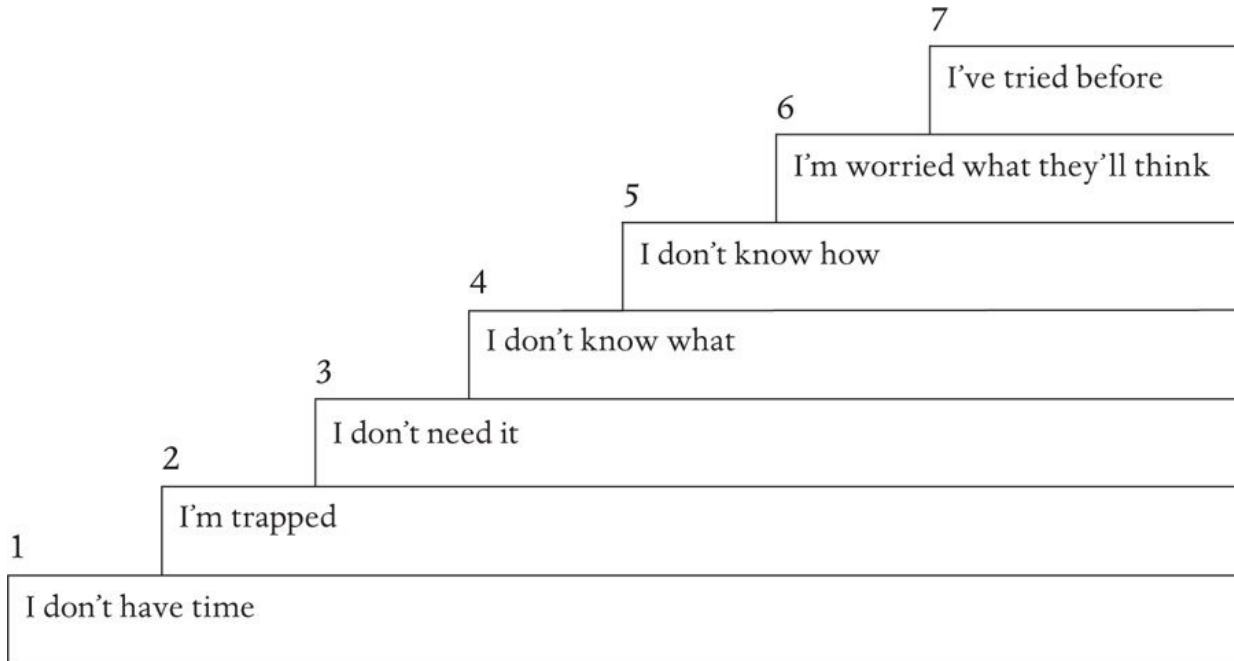 7
I’ve tried before
6
I’m worried what they’ll think
5
I don’t know how
4
I don’t know what
3
I don’t need it
2
I’m trapped
1
I don’t have time